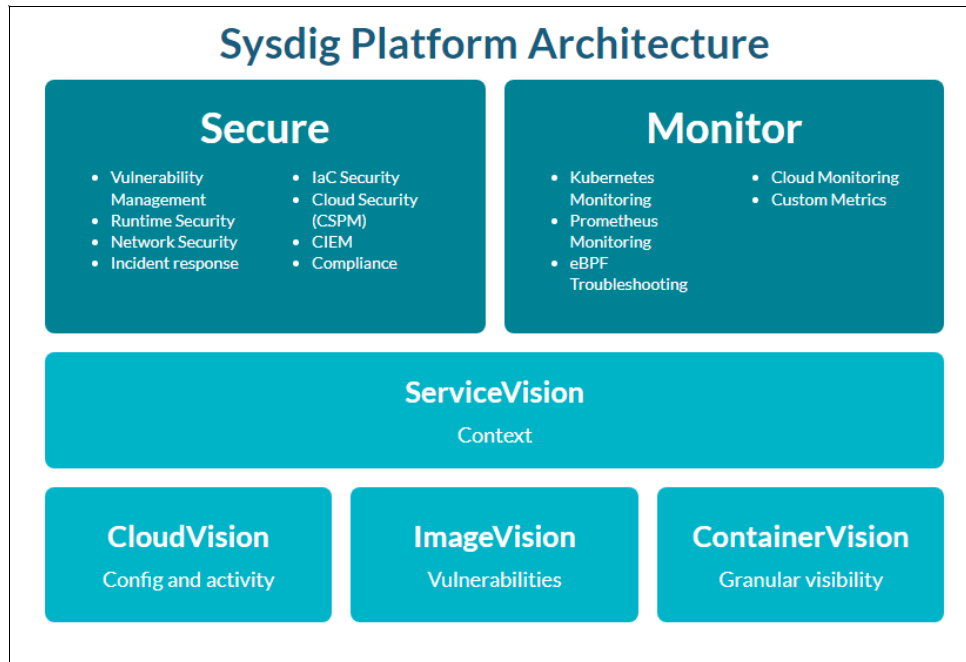 Sysdig Platform Architecture
Secure
• Vulnerability
Management
• Runtime Security
• Network Security
• Incident response
• IaC Security
• Cloud Security
(CSPM)
• CIEM
• Compliance
Monitor
• Kubernetes
Monitoring
• Prometheus
Monitoring
• eBPF
Troubleshooting
• Cloud Monitoring
• Custom Metrics
ServiceVision
Context
CloudVision
Config and activity
ImageVision
Vulnerabilities
ContainerVision
Granular visibility